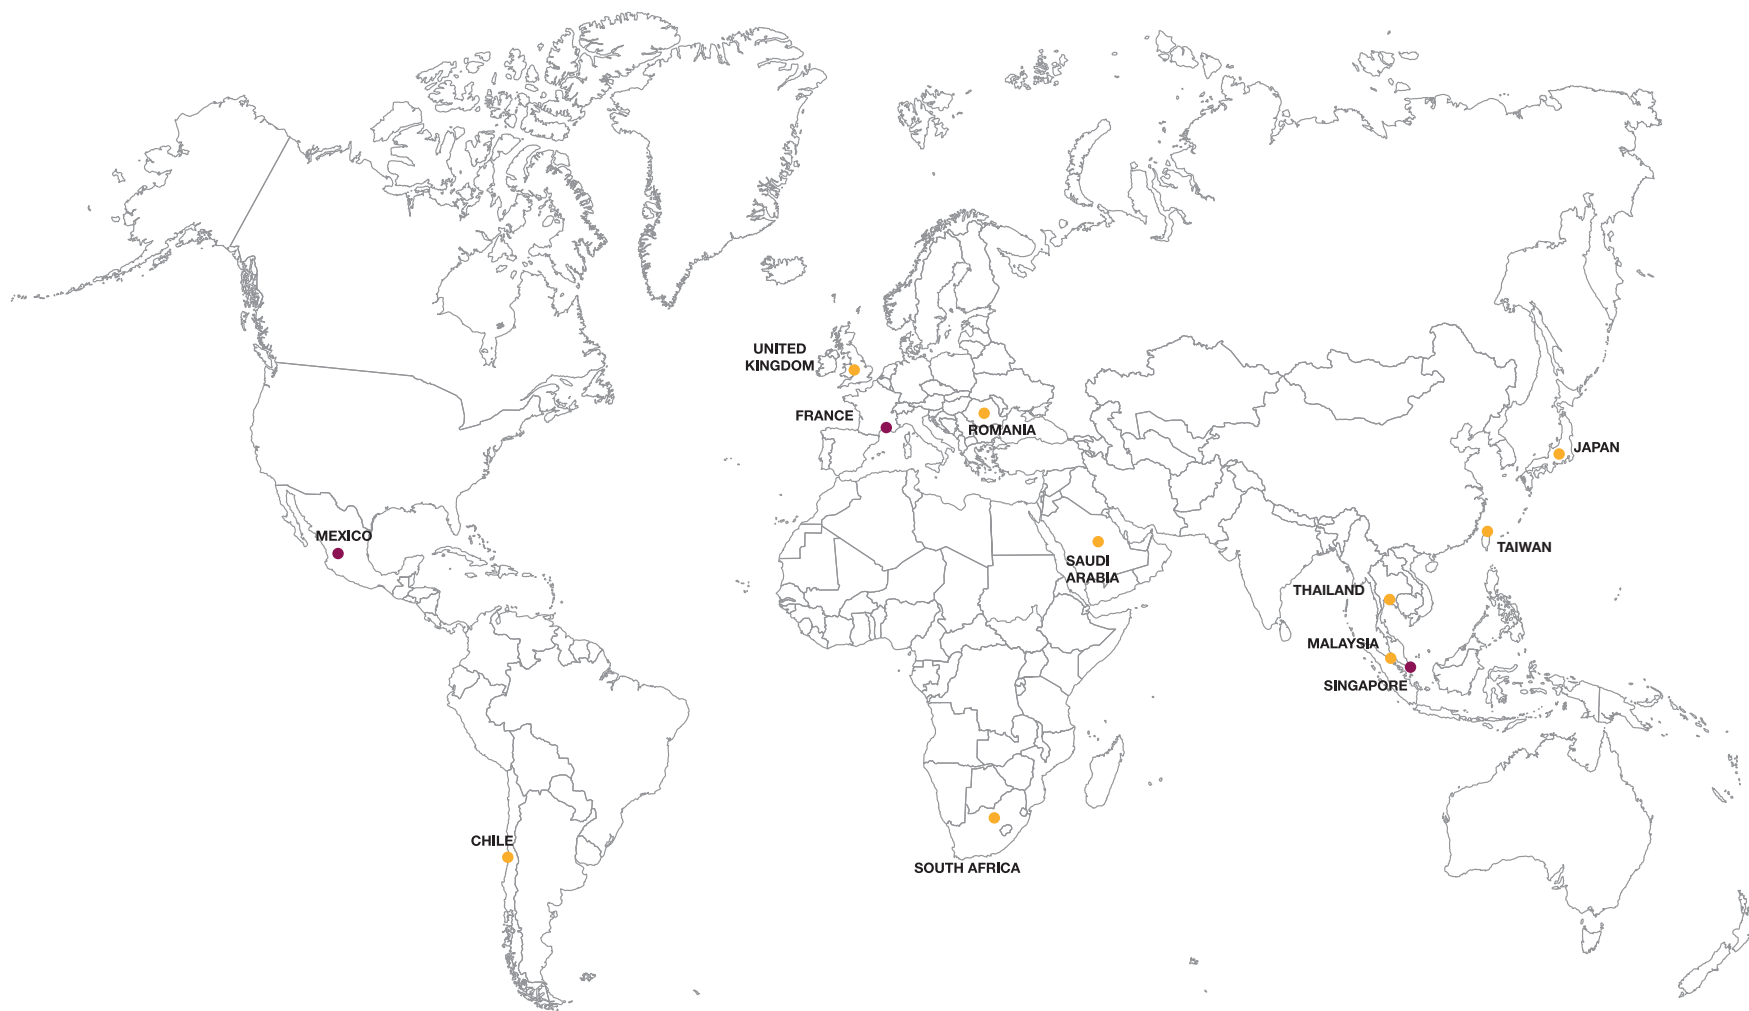 UNITED
KINGDOM
FRANCE
ROMANIA
JAPAN
MEXICO
TAIWAN
SAUDI
ARABIA
THAILAND
MALAYSIA
SINGAPORE
CHILE
SOUTH AFRICA